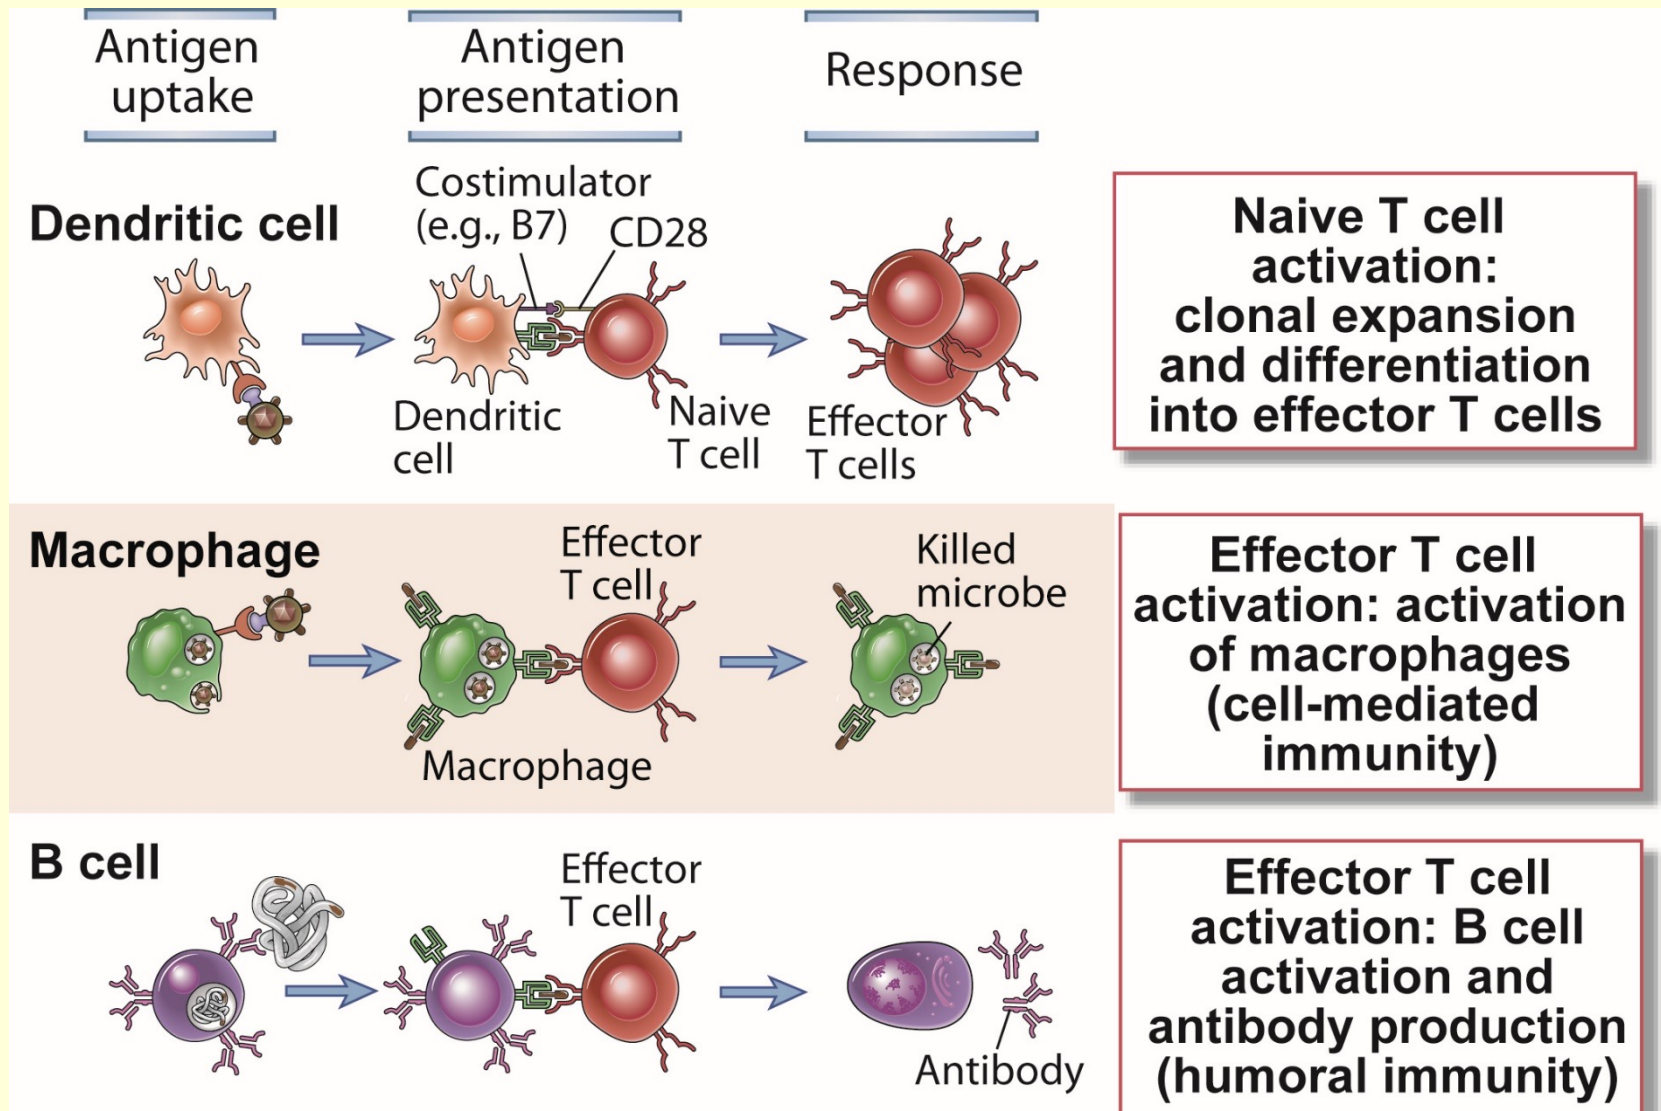 Antigen
uptake
Antigen
presentation
Response
Dendritic cell
Costimulator
(e.g., B7)
CD28
Dendritic
cell
Naive
T cell
Effector
T cells
Naive T cell
activation:
clonal expansion
and differentiation
into effector T cells
Macrophage
Effector
T cell
Macrophage
Killed
microbe
Effector T cell
activation: activation
of macrophages
(cell-mediated
immunity)
B cell
Effector
T cell
Antibody
Effector T cell
activation: B cell
activation and
antibody production
(humoral immunity)